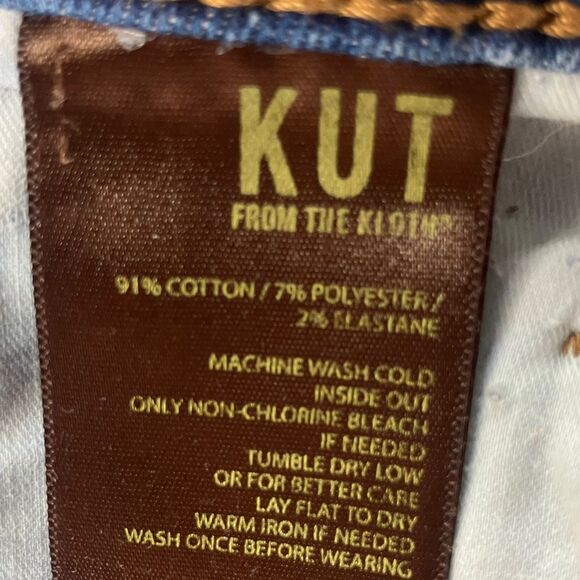 KUT
FROM THE KLOTH®
91% COTTON / 7% POLYESTER /
2% ELASTANE
MACHINE WASH COLD
INSIDE OUT
ONLY NON-CHLORINE BLEACH
IF NEEDED
TUMBLE DRY LOW
OR FOR BETTER CARE
LAY FLAT TO DRY
WARM IRON IF NEEDED
WASH ONCE BEFORE WEARING